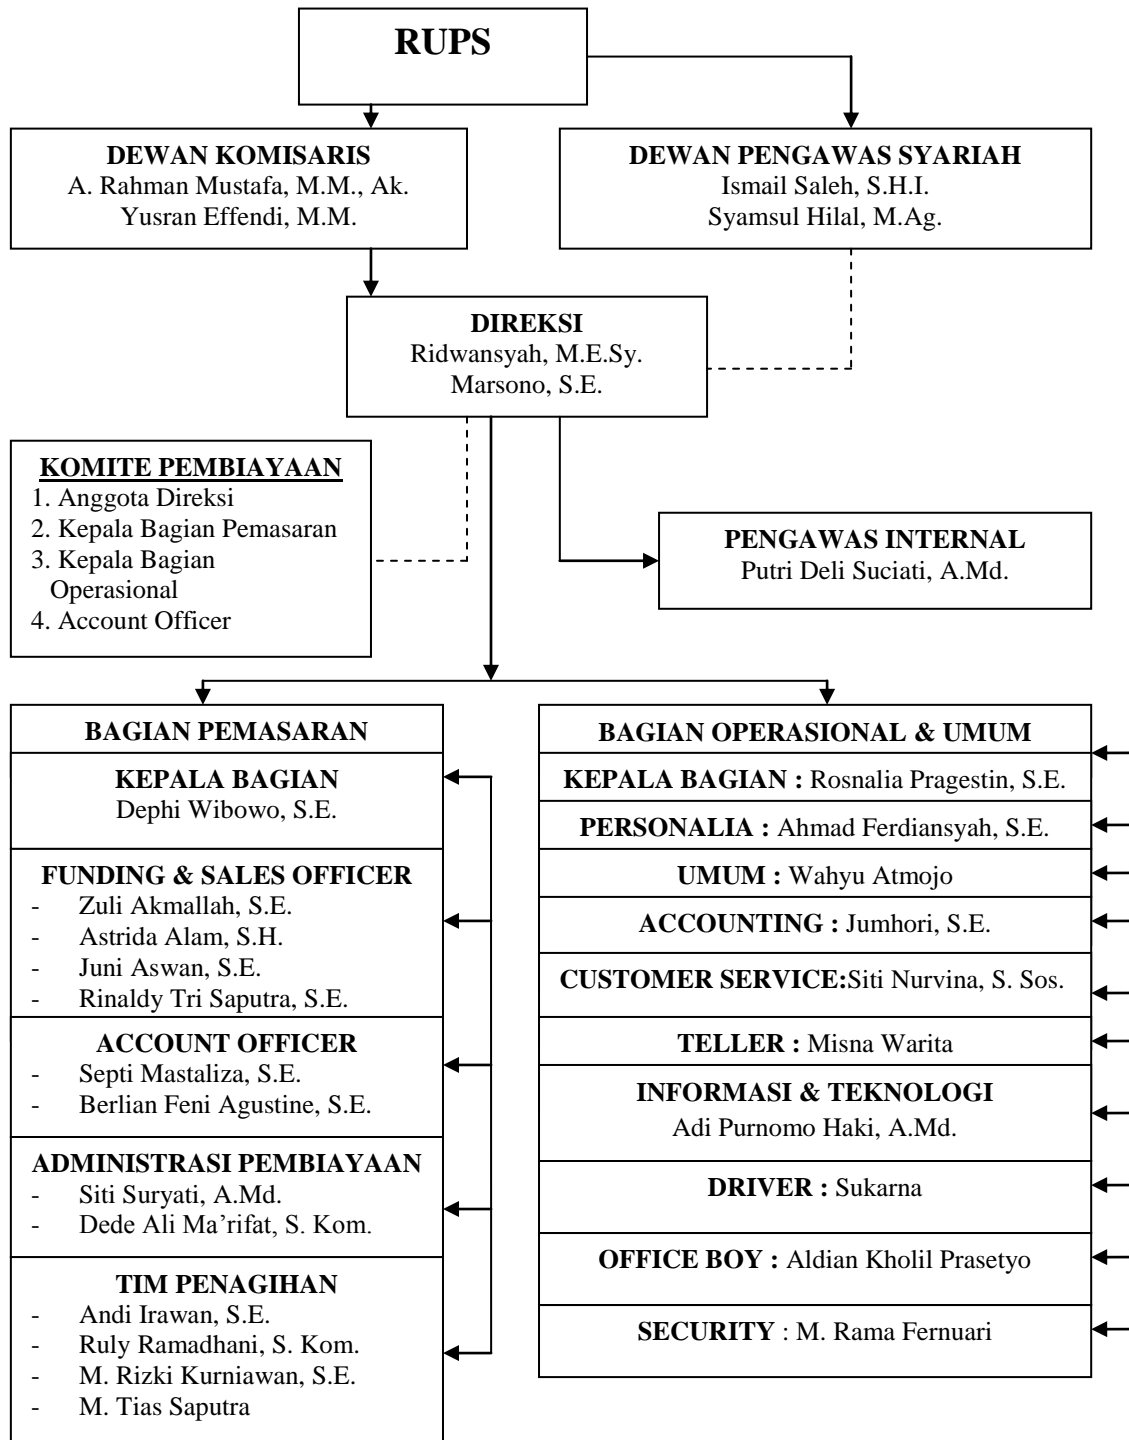 RUPS
DEWAN KOMISARIS
A. Rahman Mustafa, M.M., Ak.
Yusran Effendi, M.M.
DEWAN PENGAWAS SYARIAH
Ismail Saleh, S.H.I.
Syamsul Hilal, M.Ag.
DIREKSI
Ridwansyah, M.E.Sy.
Marsono, S.E.
KOMITE PEMBIAYAAN
1. Anggota Direksi
2. Kepala Bagian Pemasaran
3. Kepala Bagian
Operasional
4. Account Officer
PENGAWAS INTERNAL
Putri Deli Suciati, A.Md.
BAGIAN PEMASARAN
KEPALA BAGIAN
Dephi Wibowo, S.E.
FUNDING & SALES OFFICER
- Zuli Akmallah, S.E.
- Astrida Alam, S.H.
- Juni Aswan, S.E.
- Rinaldy Tri Saputra, S.E.
ACCOUNT OFFICER
- Septi Mastaliza, S.E.
- Berlian Feni Agustine, S.E.
ADMINISTRASI PEMBIAYAAN
- Siti Suryati, A.Md.
- Dede Ali Ma’rifat, S. Kom.
TIM PENAGIHAN
- Andi Irawan, S.E.
- Ruly Ramadhani, S. Kom.
- M. Rizki Kurniawan, S.E.
- M. Tias Saputra
BAGIAN OPERASIONAL & UMUM
KEPALA BAGIAN : Rosnalia Pragestin, S.E.
PERSONALIA : Ahmad Ferdiansyah, S.E.
UMUM : Wahyu Atmojo
ACCOUNTING : Jumhori, S.E.
CUSTOMER SERVICE:Siti Nurvina, S. Sos.
TELLER : Misna Warita
INFORMASI & TEKNOLOGI
Adi Purnomo Haki, A.Md.
DRIVER : Sukarna
OFFICE BOY : Aldian Kholil Prasetyo
SECURITY : M. Rama Fernuari